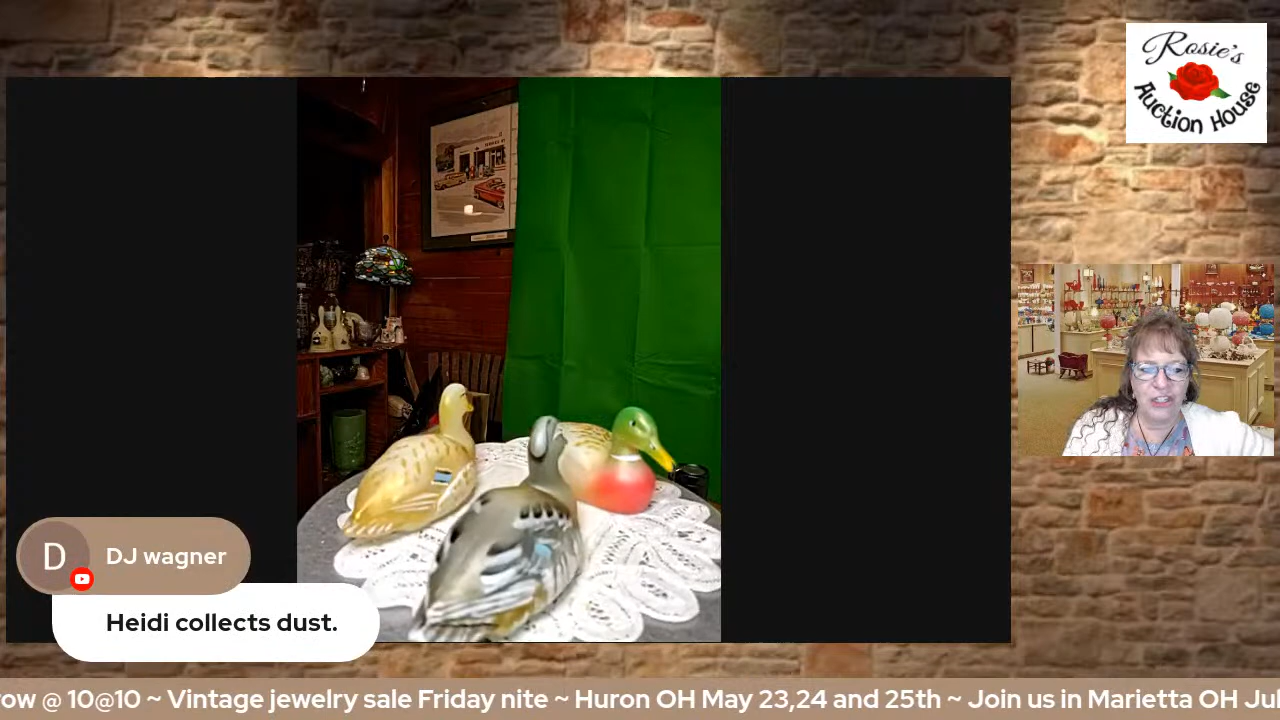 Rosie's
Auction House
D
DJ wagner
Heidi collects dust.
row @ 10@10 ~ Vintage jewelry sale Friday nite ~ Huron OH May 23,24 and 25th ~ Join us in Marietta OH Jul